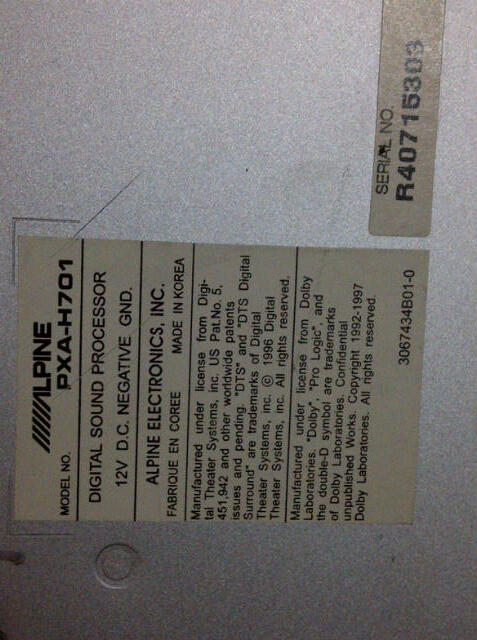 ALPINE
MODEL NO. PXA-H701
DIGITAL SOUND PROCESSOR
12V D.C. NEGATIVE GND.
ALPINE ELECTRONICS, INC.
FABRIQUE EN COREE MADE IN KOREA
Manufactured under license from Digi-
tal Theater Systems, inc. US Pat.No. 5,
451,942 and other worldwide patents
issues and pending. "DTS" and "DTS Digital
Surround" are trademarks of Digital
Theater Systems, inc. © 1996 Digital
Theater Systems, inc. All rights reserved.
Manufactured under license from Dolby
Laboratories. "Dolby", "Pro Logic", and
the double-D symbol are trademarks
of Dolby Laboratories. Confidential
unpublished Works. Copyright 1992-1997
Dolby Laboratories. All rights reserved.
3067434B01-0
SERIAL NO.
R40715303